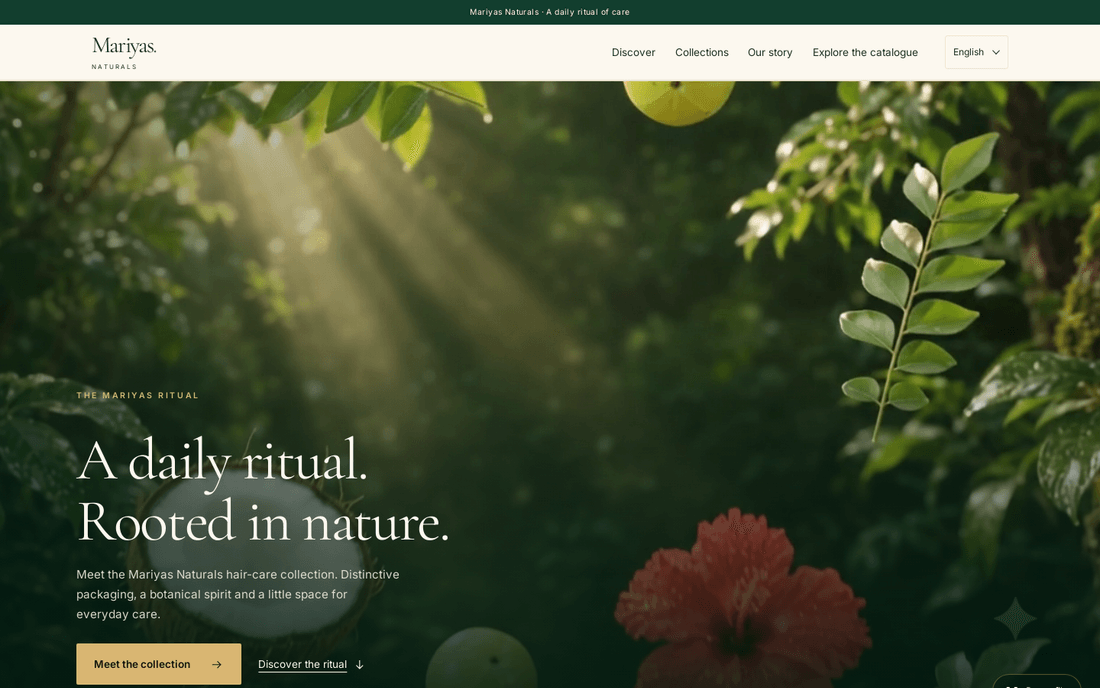 Mariyas Naturals · A daily ritual of care
Mariyas.
NATURALS
Discover
Collections
Our story
Explore the catalogue
English
THE MARIYAS RITUAL
A daily ritual.
Rooted in nature.
Meet the Mariyas Naturals hair-care collection. Distinctive
packaging, a botanical spirit and a little space for
everyday care.
Meet the collection →
Discover the ritual ↓